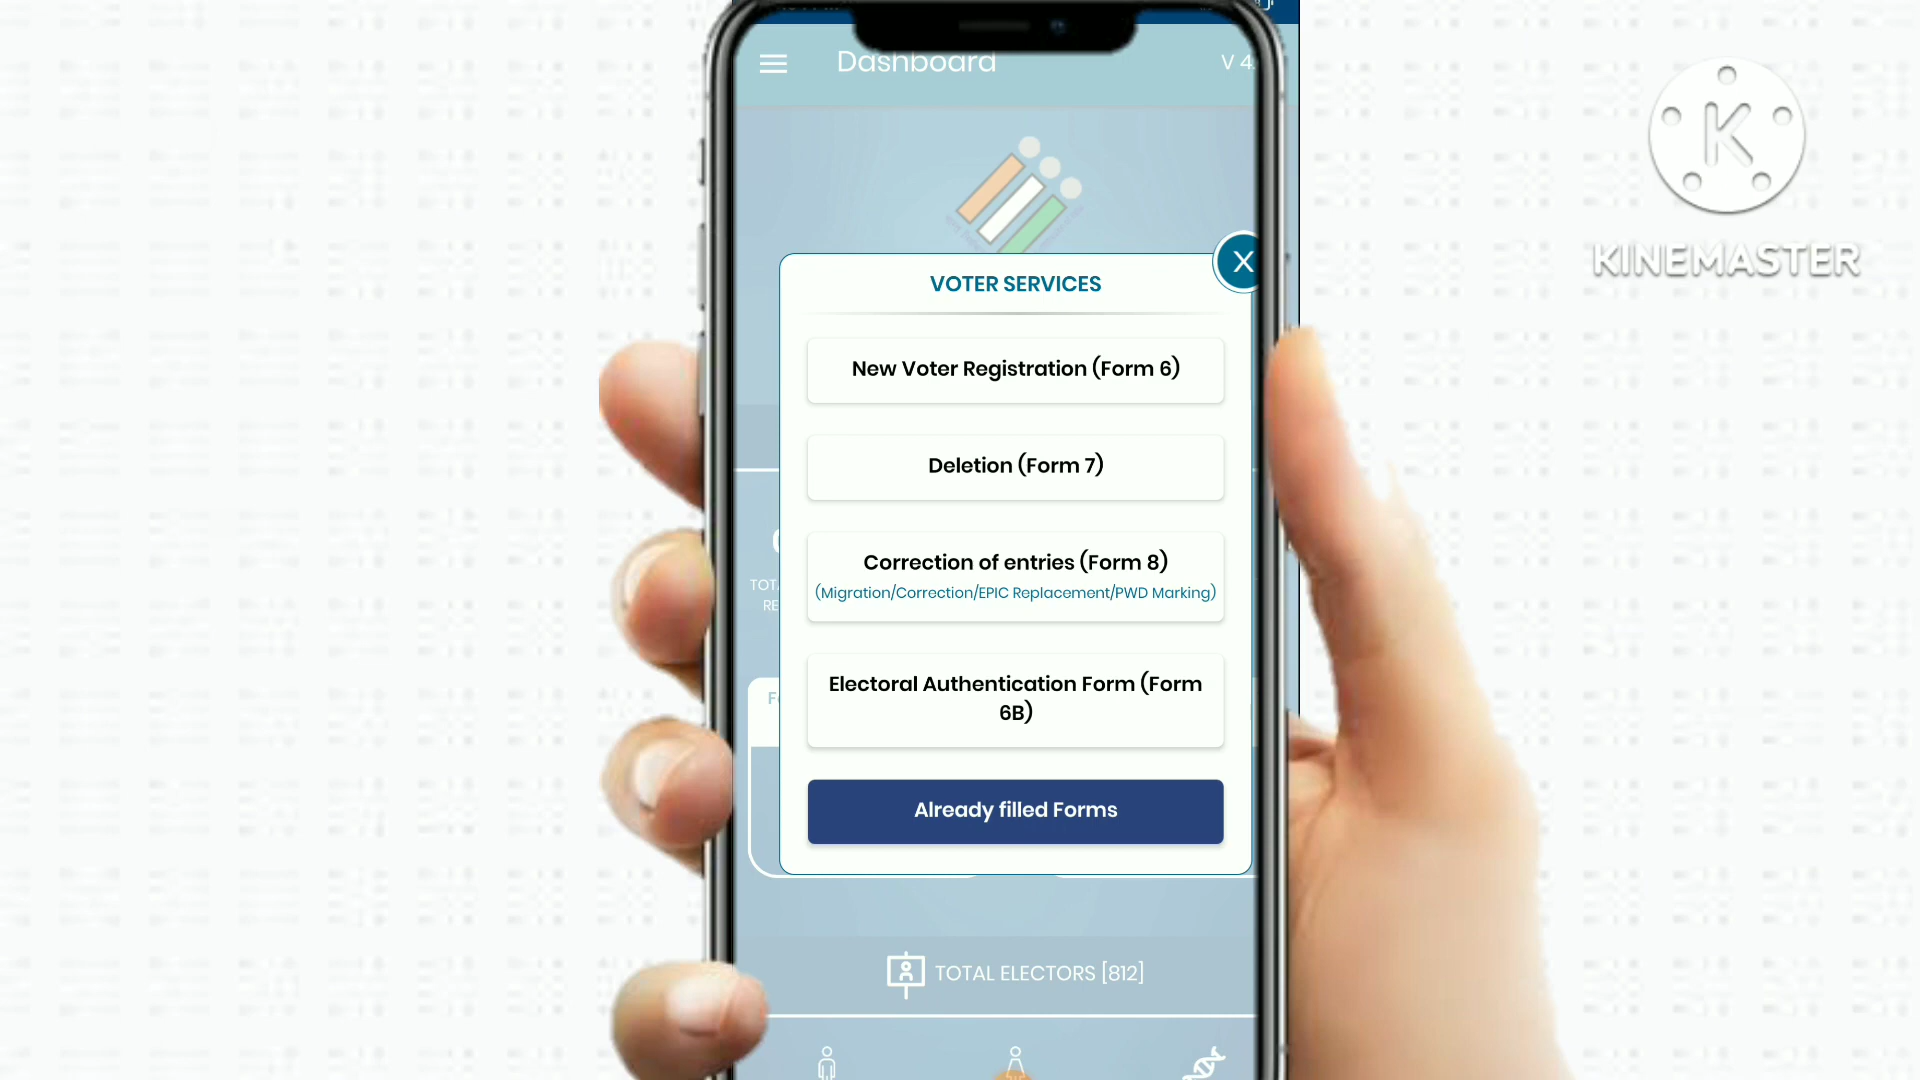 Dashboard
V 4.
VOTER SERVICES
X
New Voter Registration (Form 6)
Deletion (Form 7)
Correction of entries (Form 8)
(Migration/Correction/EPIC Replacement/PWD Marking)
Electoral Authentication Form (Form
6B)
Already filled Forms
TOTAL ELECTORS [812]
K
KINEMASTER